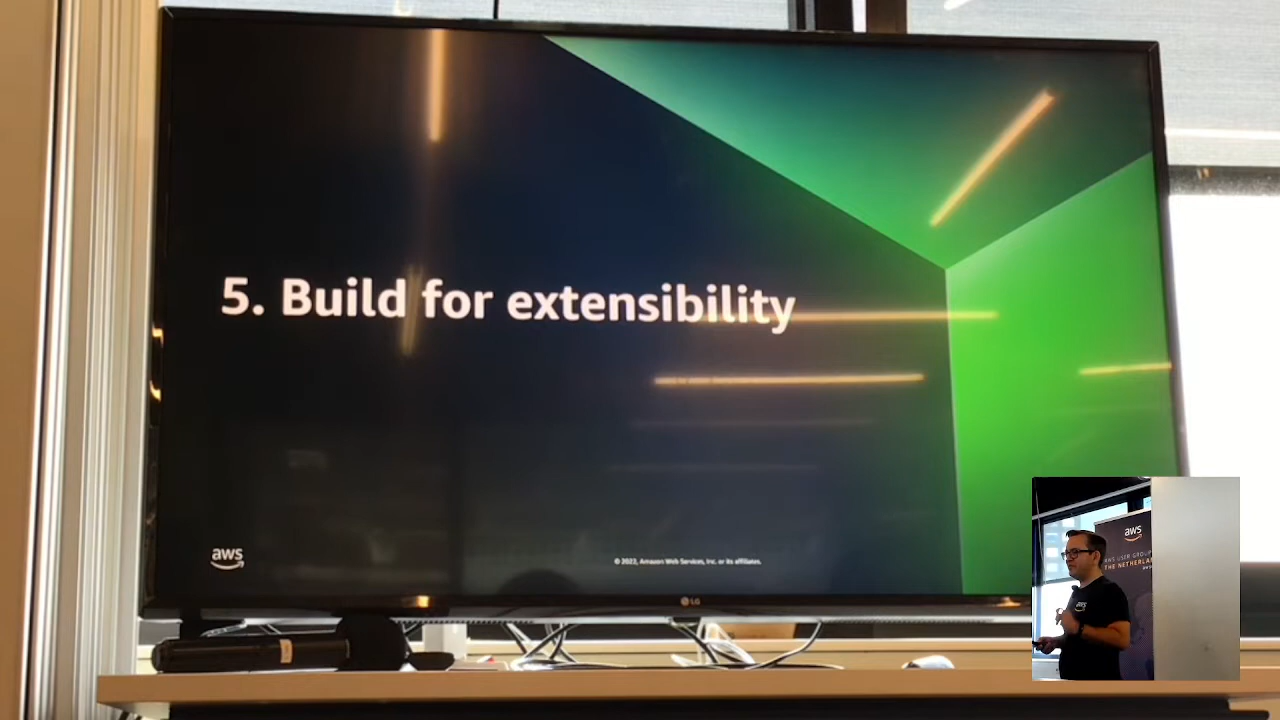 5. Build for extensibility
aws
© 2022, Amazon Web Services, Inc. or its affiliates.
LG
aws
AWS USER GROUP
THE NETHERLA
aws